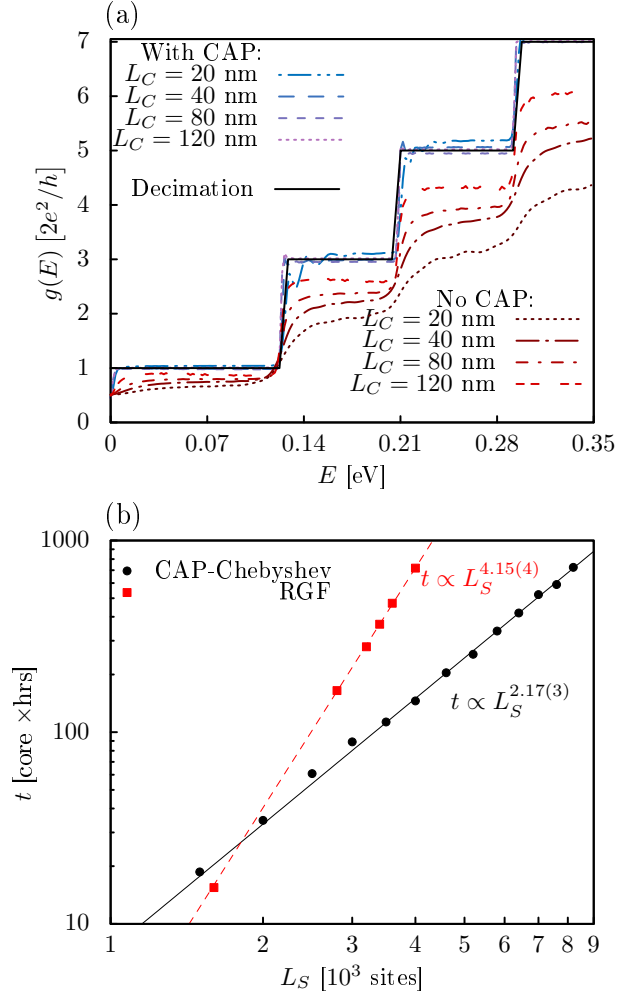 (a)
7
6
5
4
3
2
1
0
g(E) [2e²/h]
With CAP:
L_C = 20 nm
L_C = 40 nm
L_C = 80 nm
L_C = 120 nm
Decimation
No CAP:
L_C = 20 nm
L_C = 40 nm
L_C = 80 nm
L_C = 120 nm
0 0.07 0.14 0.21 0.28 0.35
E [eV]
(b)
1000
100
10
t [core ×hrs]
CAP-Chebyshev
RGF
t ∝ L_S^{4.15(4)}
t ∝ L_S^{2.17(3)}
1 2 3 4 5 6 7 8 9
L_S [10³ sites]